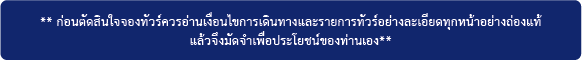 ** ก่อนตัดสินใจจองทัวร์ควรอ่านเงื่อนไขการเดินทางและรายการทัวร์อย่างละเอียดทุกหน้าอย่างถ่องแท้
แล้วจึงมัดจำเพื่อประโยชน์ของท่านเอง**